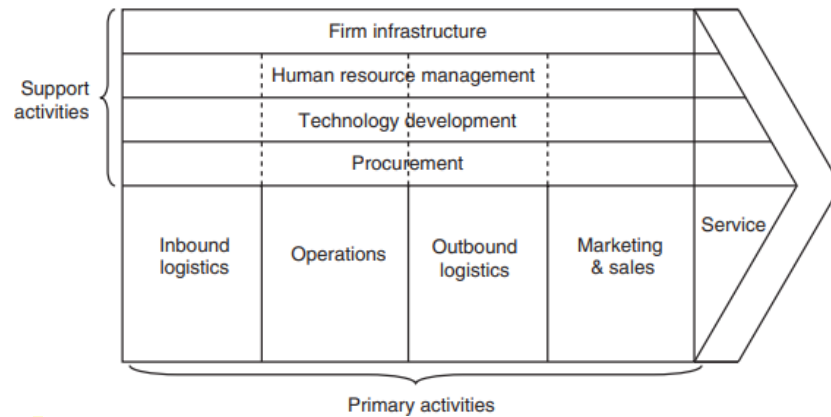 Firm infrastructure
Human resource management
Support
activities
Technology development
Procurement
Inbound
logistics
Operations
Outbound
logistics
Marketing
& sales
Service
Primary activities